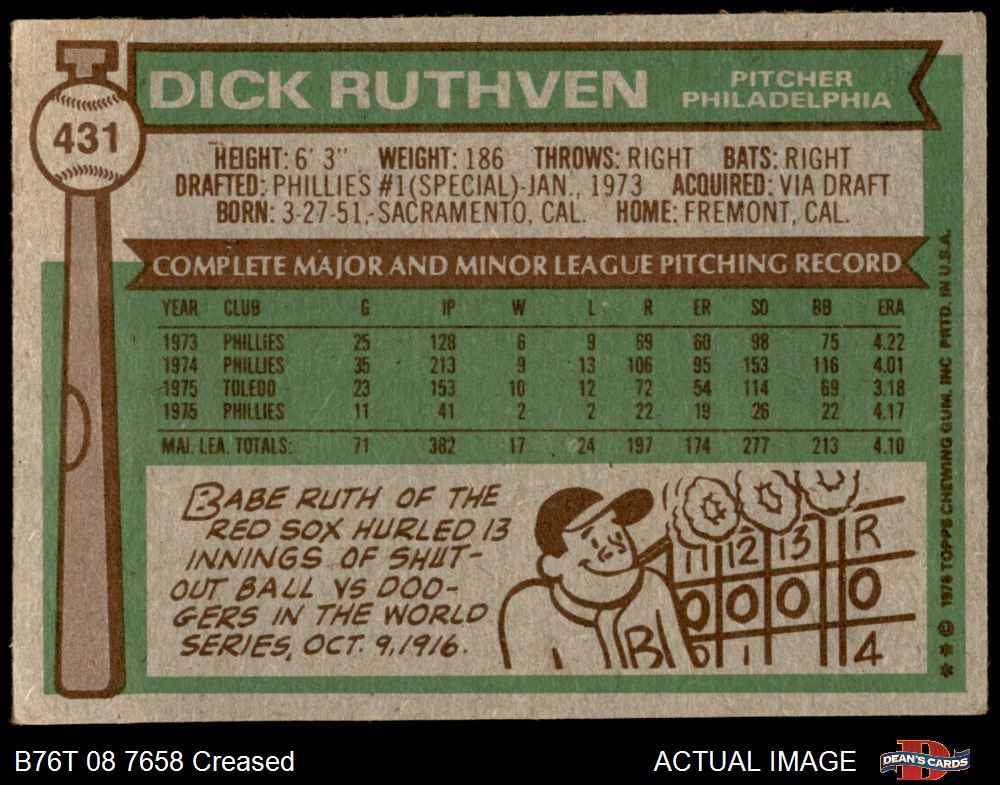 T
431
DICK RUTHVEN
PITCHER
PHILADELPHIA
HEIGHT: 6' 3" WEIGHT: 186 THROWS: RIGHT BATS: RIGHT
DRAFTED: PHILLIES #1(SPECIAL)-JAN., 1973 ACQUIRED: VIA DRAFT
BORN: 3-27-51,-SACRAMENTO, CAL. HOME: FREMONT, CAL.
COMPLETE MAJOR AND MINOR LEAGUE PITCHING RECORD
YEAR CLUB G IP W L R ER SO BB ERA
1973 PHILLIES 25 128 6 9 69 60 98 75 4.22
1974 PHILLIES 35 213 9 13 106 95 153 116 4.01
1975 TOLEDO 23 153 10 12 72 54 114 69 3.18
1975 PHILLIES 11 41 2 2 22 19 26 22 4.17
MAJ. LEA. TOTALS: 71 382 17 24 197 174 277 213 4.10
BABE RUTH OF THE
RED SOX HURLED 13
INNINGS OF SHUT-
OUT BALL VS DOD-
GERS IN THE WORLD
SERIES, OCT. 9, 1916.
11 12 13 R
0 0 0 0
0 1 4
B
** © 1976 TOPPS CHEWING GUM, INC PRTD. IN U.S.A.
B76T 08 7658 Creased
ACTUAL IMAGE
D
DEAN'S CARDS